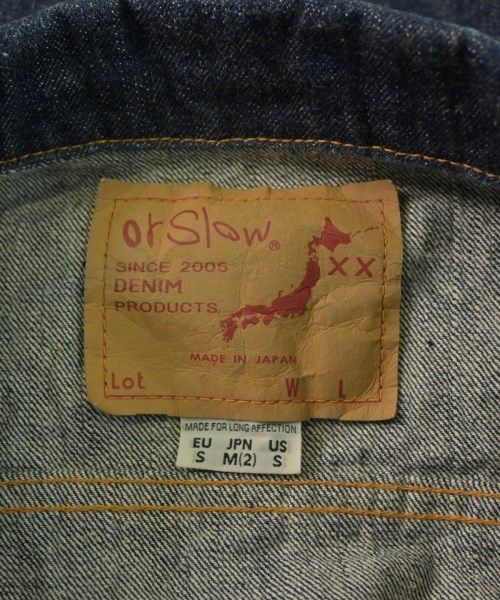 orSlow®
SINCE 2005 XX
DENIM
PRODUCTS
MADE IN JAPAN
Lot W L
MADE FOR LONG AFFECTION
EU JPN US
S M(2) S